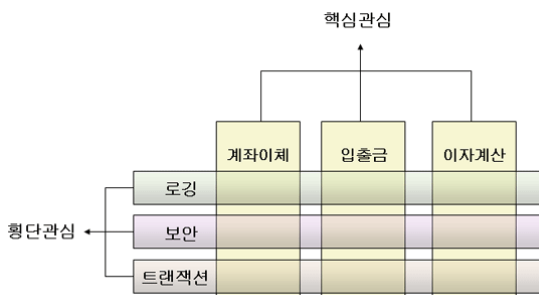 핵심관심
계좌이체 입출금 이자계산
로깅
횡단관심
보안
트랜잭션